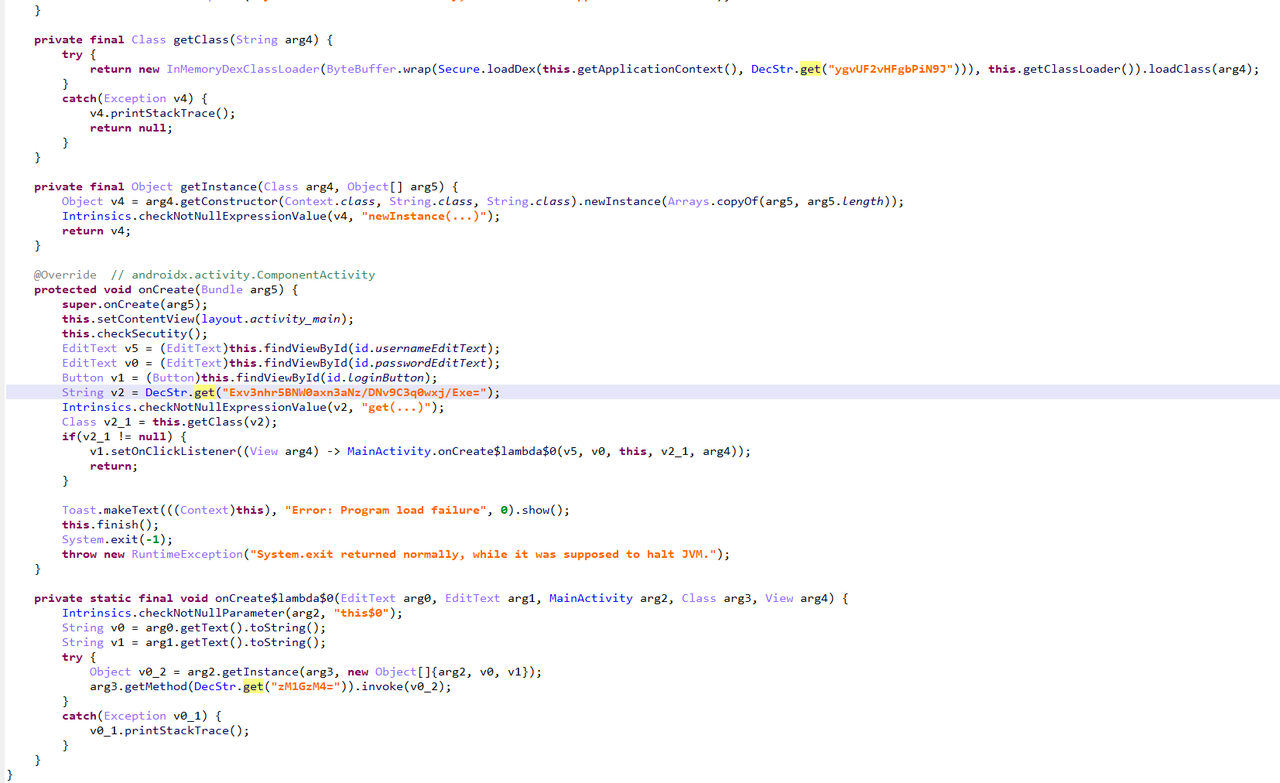 }
private final Class getClass(String arg4) {
try {
return new InMemoryDexClassLoader(ByteBuffer.wrap(Secure.loadDex(this.getApplicationContext(), DecStr.get("ygvUF2vHFgbPiN9J"))), this.getClassLoader()).loadClass(arg4);
}
catch(Exception v4) {
v4.printStackTrace();
return null;
}
}
private final Object getInstance(Class arg4, Object[] arg5) {
Object v4 = arg4.getConstructor(Context.class, String.class, String.class).newInstance(Arrays.copyOf(arg5, arg5.length));
Intrinsics.checkNotNullExpressionValue(v4, "newInstance(...)");
return v4;
}
@Override  // androidx.activity.ComponentActivity
protected void onCreate(Bundle arg5) {
super.onCreate(arg5);
this.setContentView(layout.activity_main);
this.checkSecutity();
EditText v5 = (EditText)this.findViewById(id.usernameEditText);
EditText v0 = (EditText)this.findViewById(id.passwordEditText);
Button v1 = (Button)this.findViewById(id.loginButton);
String v2 = DecStr.get("Exv3nhr5BNW0axn3aNz/DNv9C3q0wxj/Exe=");
Intrinsics.checkNotNullExpressionValue(v2, "get(...)");
Class v2_1 = this.getClass(v2);
if(v2_1 != null) {
v1.setOnClickListener((View arg4) -> MainActivity.onCreate$lambda$0(v5, v0, this, v2_1, arg4));
return;
}
Toast.makeText(((Context)this), "Error: Program load failure", 0).show();
this.finish();
System.exit(-1);
throw new RuntimeException("System.exit returned normally, while it was supposed to halt JVM.");
}
private static final void onCreate$lambda$0(EditText arg0, EditText arg1, MainActivity arg2, Class arg3, View arg4) {
Intrinsics.checkNotNullParameter(arg2, "this$0");
String v0 = arg0.getText().toString();
String v1 = arg1.getText().toString();
try {
Object v0_2 = arg2.getInstance(arg3, new Object[]{arg2, v0, v1});
arg3.getMethod(DecStr.get("zM1GzM4=")).invoke(v0_2);
}
catch(Exception v0_1) {
v0_1.printStackTrace();
}
}
}